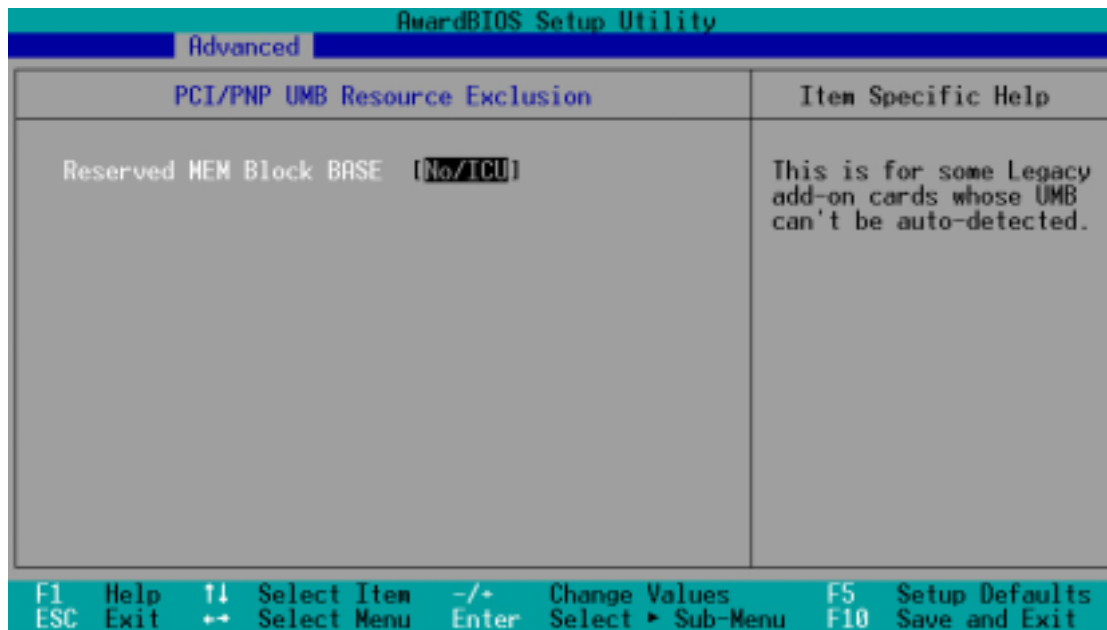 AwardBIOS Setup Utility
Advanced
PCI/PNP UMB Resource Exclusion
Item Specific Help
Reserved MEM Block BASE [No/ICU]
This is for some Legacy
add-on cards whose UMB
can't be auto-detected.
F1 Help ↑↓ Select Item -/+ Change Values F5 Setup Defaults
ESC Exit ←→ Select Menu Enter Select ► Sub-Menu F10 Save and Exit